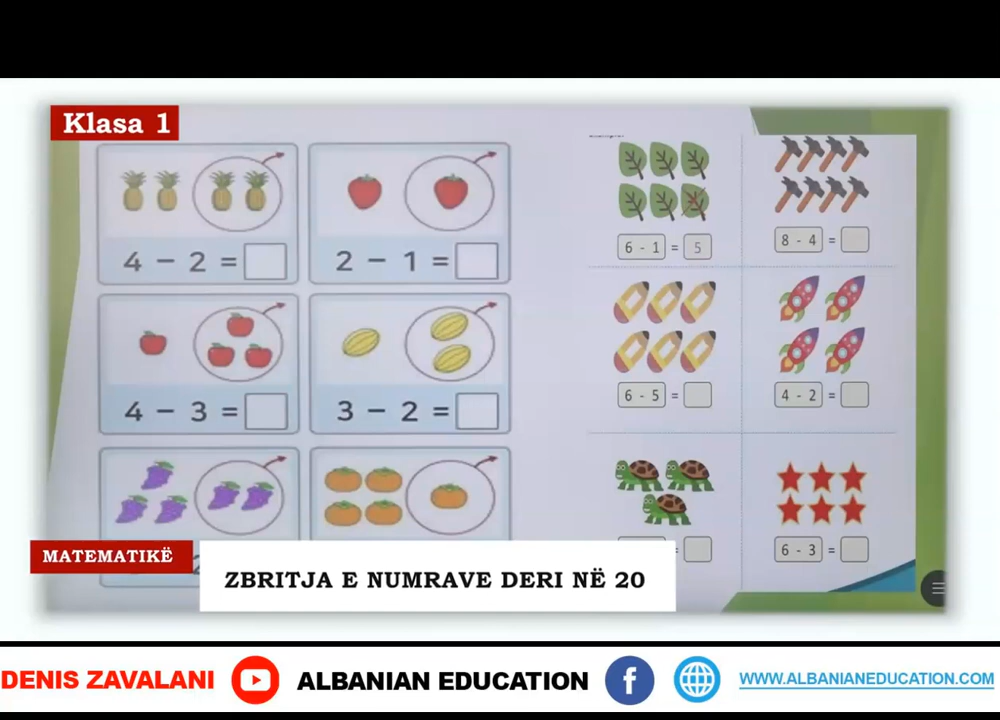 Klasa 1
4 − 2 =
2 − 1 =
4 − 3 =
3 − 2 =
6 - 1 = 5
8 - 4 =
6 - 5 =
4 - 2 =
=
6 - 3 =
MATEMATIKË
ZBRITJA E NUMRAVE DERI NË 20
DENIS ZAVALANI
ALBANIAN EDUCATION
f
WWW.ALBANIANEDUCATION.COM